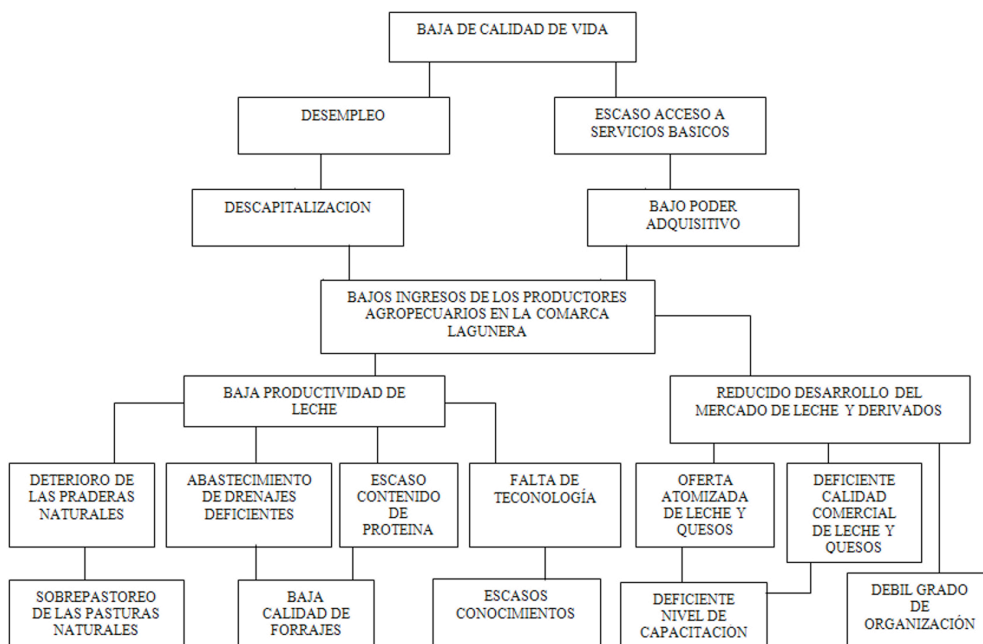 BAJA DE CALIDAD DE VIDA
DESEMPLEO
ESCASO ACCESO A
SERVICIOS BASICOS
DESCAPITALIZACION
BAJO PODER
ADQUISITIVO
BAJOS INGRESOS DE LOS PRODUCTORES
AGROPECUARIOS EN LA COMARCA
LAGUNERA
BAJA PRODUCTIVIDAD DE
LECHE
REDUCIDO DESARROLLO DEL
MERCADO DE LECHE Y DERIVADOS
DETERIORO DE
LAS PRADERAS
NATURALES
ABASTECIMIENTO
DE DRENAJES
DEFICIENTES
ESCASO
CONTENIDO
DE
PROTEINA
FALTA DE
TECONOLOGÍA
OFERTA
ATOMIZADA
DE LECHE Y
QUESOS
DEFICIENTE
CALIDAD
COMERCIAL
DE LECHE Y
QUESOS
SOBREPASTOREO
DE LAS PASTURAS
NATURALES
BAJA
CALIDAD DE
FORRAJES
ESCASOS
CONOCIMIENTOS
DEFICIENTE
NIVEL DE
CAPACITACIÓN
DEBIL GRADO
DE
ORGANIZACIÓN